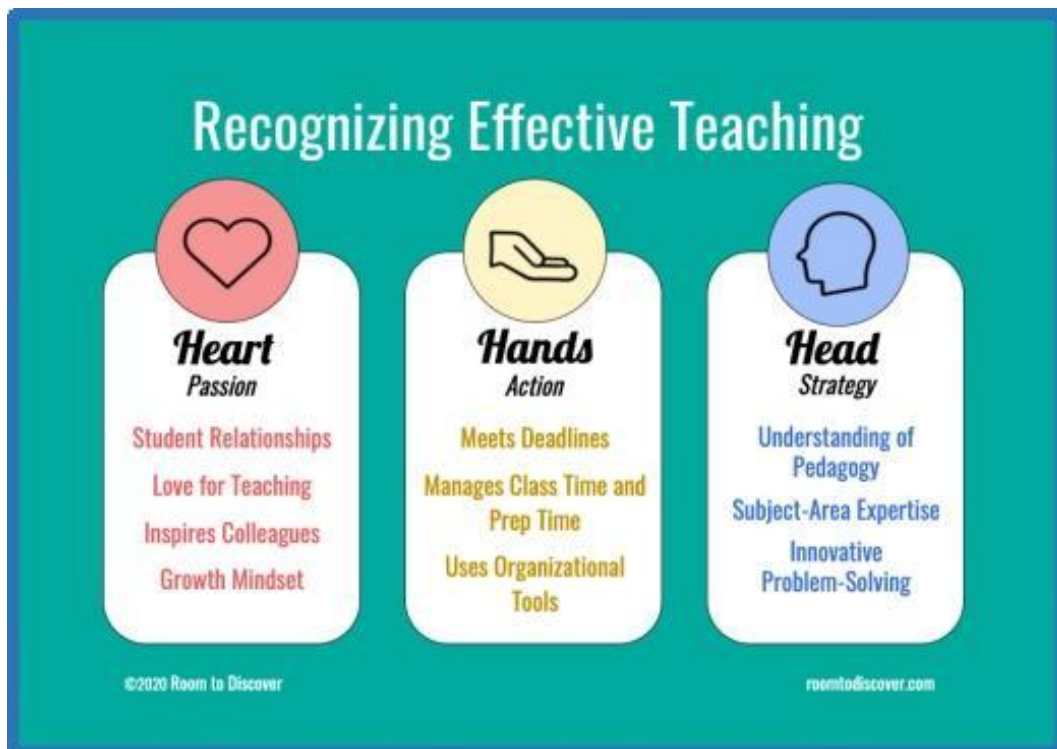 Recognizing Effective Teaching
Heart
Passion
Student Relationships
Love for Teaching
Inspires Colleagues
Growth Mindset
Hands
Action
Meets Deadlines
Manages Class Time and
Prep Time
Uses Organizational
Tools
Head
Strategy
Understanding of
Pedagogy
Subject-Area Expertise
Innovative
Problem-Solving
©2020 Room to Discover
roomtodiscover.com